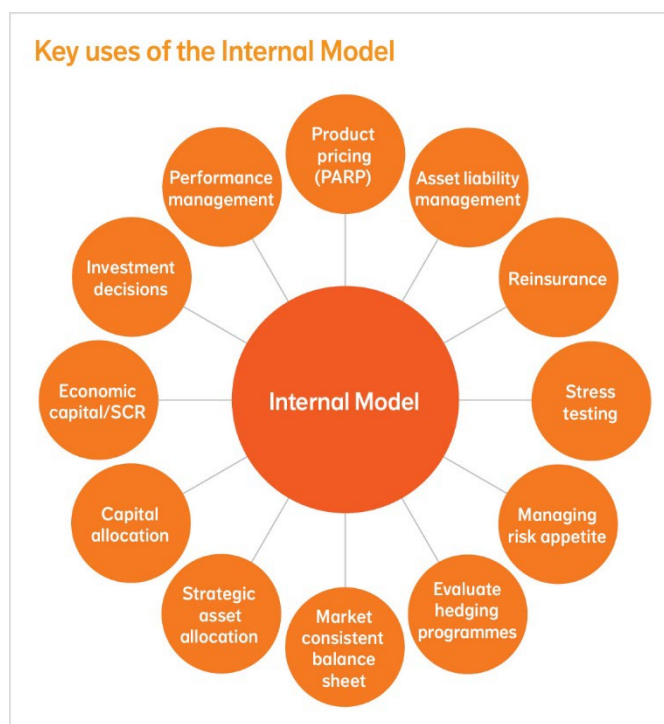 Key uses of the Internal Model
Product
pricing
(PARP)
Asset liability
management
Reinsurance
Stress
testing
Managing
risk appetite
Evaluate
hedging
programmes
Market
consistent
balance
sheet
Strategic
asset
allocation
Capital
allocation
Economic
capital/SCR
Investment
decisions
Performance
management
Internal Model